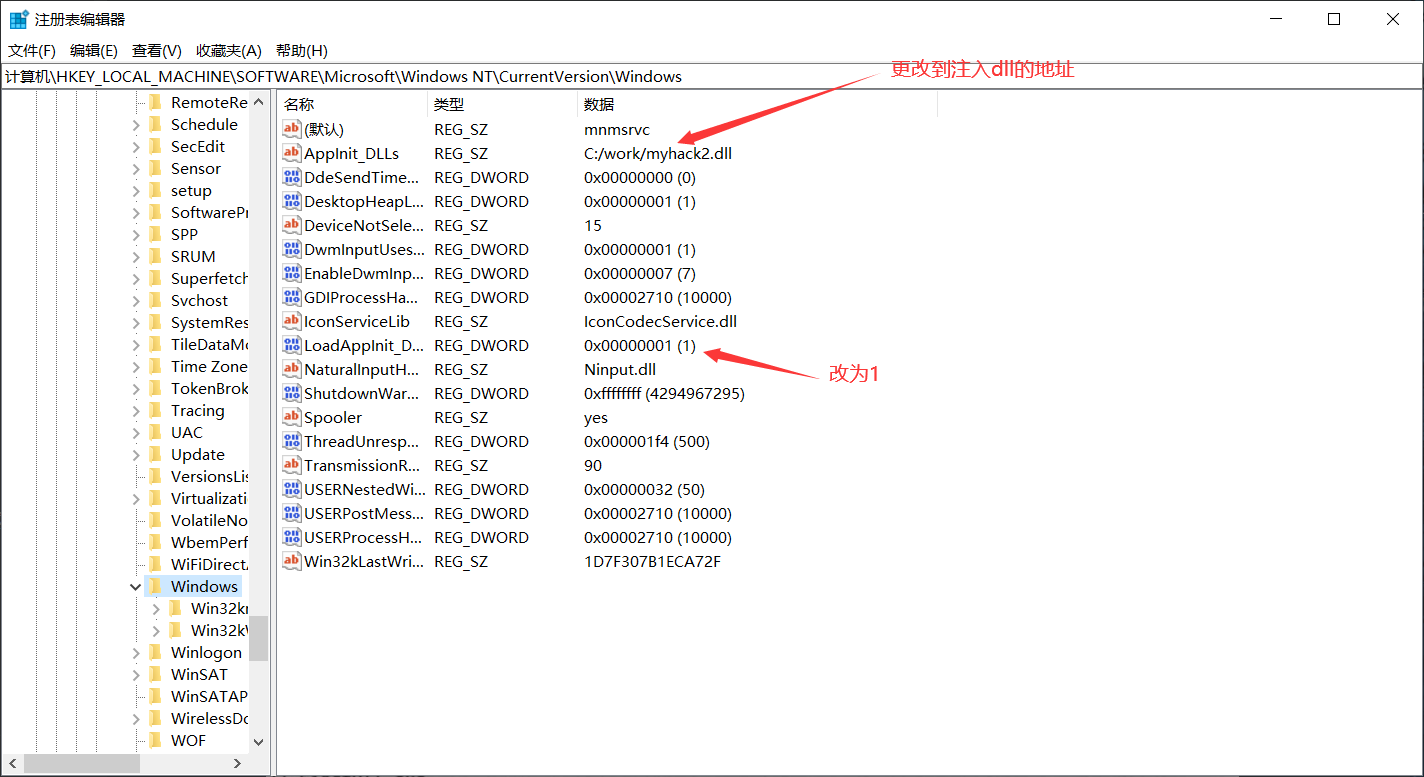 注册表编辑器
文件(F) 编辑(E) 查看(V) 收藏夹(A) 帮助(H)
计算机\HKEY_LOCAL_MACHINE\SOFTWARE\Microsoft\Windows NT\CurrentVersion\Windows
更改到注入dll的地址
RemoteRe
Schedule
SecEdit
Sensor
setup
SoftwarePr
SPP
SRUM
Superfetch
Svchost
SystemRes
TileDataMo
Time Zone
TokenBrok
Tracing
UAC
Update
VersionsLis
Virtualizati
VolatileNo
WbemPerf
WiFiDirectA
Windows
Win32kr
Win32kW
Winlogon
WinSAT
WinSATAP
WirelessDo
WOF
名称 类型 数据
(默认) REG_SZ mnmsrvc
AppInit_DLLs REG_SZ C:/work/myhack2.dll
DdeSendTime... REG_DWORD 0x00000000 (0)
DesktopHeapL... REG_DWORD 0x00000001 (1)
DeviceNotSele... REG_SZ 15
DwmInputUses... REG_DWORD 0x00000001 (1)
EnableDwmInp... REG_DWORD 0x00000007 (7)
GDIProcessHa... REG_DWORD 0x00002710 (10000)
IconServiceLib REG_SZ IconCodecService.dll
LoadAppInit_D... REG_DWORD 0x00000001 (1)
改为1
NaturalInputH... REG_SZ Ninput.dll
ShutdownWar... REG_DWORD 0xffffffff (4294967295)
Spooler REG_SZ yes
ThreadUnresp... REG_DWORD 0x000001f4 (500)
TransmissionR... REG_SZ 90
USERNestedWi... REG_DWORD 0x00000032 (50)
USERPostMess... REG_DWORD 0x00002710 (10000)
USERProcessH... REG_DWORD 0x00002710 (10000)
Win32kLastWri... REG_SZ 1D7F307B1ECA72F